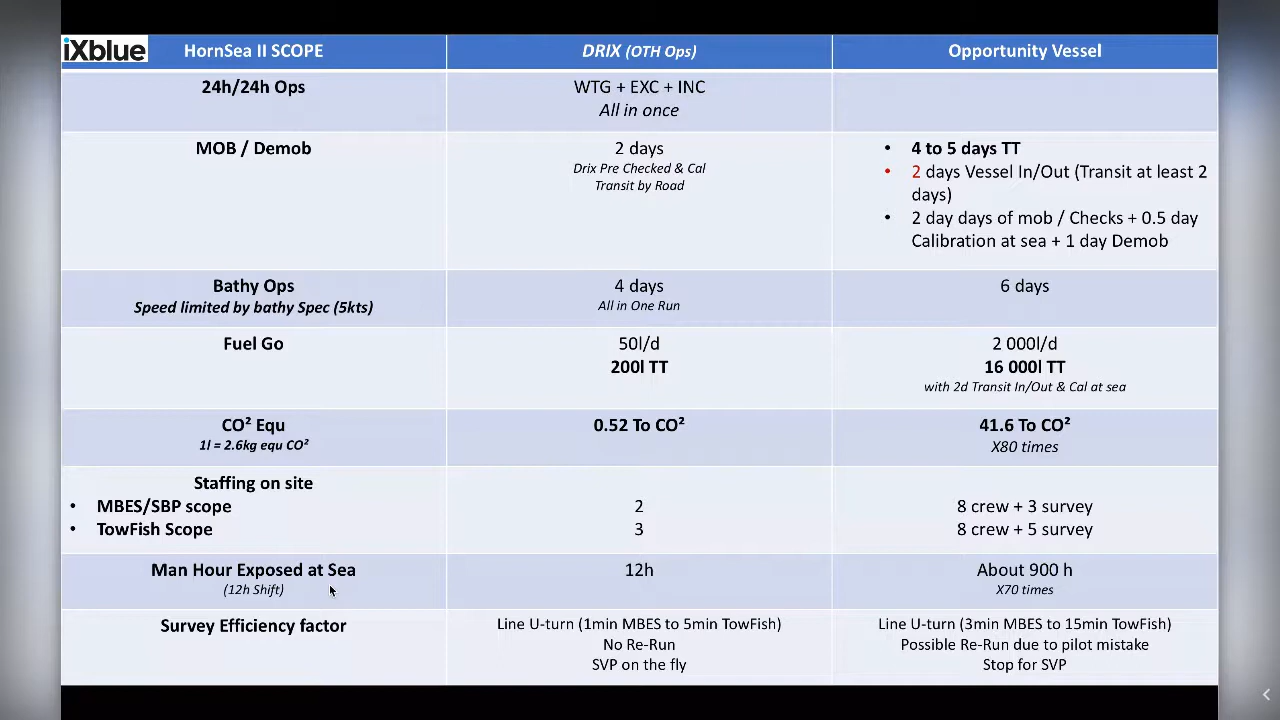 iXblue
HornSea II SCOPE
DRIX (OTH Ops)
Opportunity Vessel
24h/24h Ops
WTG + EXC + INC
All in once
MOB / Demob
2 days
Drix Pre Checked & Cal
Transit by Road
• 4 to 5 days TT
• 2 days Vessel In/Out (Transit at least 2
days)
• 2 day days of mob / Checks + 0.5 day
Calibration at sea + 1 day Demob
Bathy Ops
Speed limited by bathy Spec (5kts)
4 days
All in One Run
6 days
Fuel Go
50l/d
200l TT
2 000l/d
16 000l TT
with 2d Transit In/Out & Cal at sea
CO² Equ
1l = 2.6kg equ CO²
0.52 To CO²
41.6 To CO²
X80 times
Staffing on site
• MBES/SBP scope
• TowFish Scope
2
3
8 crew + 3 survey
8 crew + 5 survey
Man Hour Exposed at Sea
(12h Shift)
12h
About 900 h
X70 times
Survey Efficiency factor
Line U-turn (1min MBES to 5min TowFish)
No Re-Run
SVP on the fly
Line U-turn (3min MBES to 15min TowFish)
Possible Re-Run due to pilot mistake
Stop for SVP